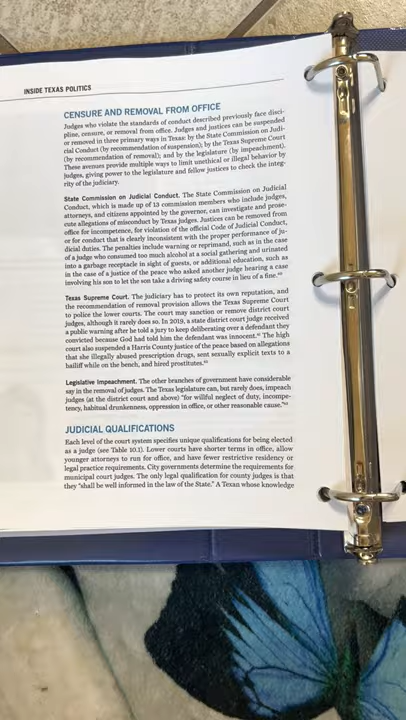 INSIDE TEXAS POLITICS
CENSURE AND REMOVAL FROM OFFICE
Judges who violate the standards of conduct described previously face disci-
pline, censure, or removal from office. Judges and justices can be suspended
or removed in three primary ways in Texas: by the State Commission on Judi-
cial Conduct (by recommendation of suspension); by the Texas Supreme Court
(by recommendation of removal); and by the legislature (by impeachment).
These avenues provide multiple ways to limit unethical or illegal behavior by
judges, giving power to the legislature and fellow justices to check the integ-
rity of the judiciary.
State Commission on Judicial Conduct. The State Commission on Judicial
Conduct, which is made up of 13 commission members who include judges,
attorneys, and citizens appointed by the governor, can investigate and prose-
cute allegations of misconduct by Texas judges. Justices can be removed from
office for incompetence, for violation of the official Code of Judicial Conduct,
or for conduct that is clearly inconsistent with the proper performance of ju-
dicial duties. The penalties include warning or reprimand, such as in the case
of a judge who consumed too much alcohol at a social gathering and urinated
into a garbage receptacle in sight of guests, or additional education, such as
in the case of a justice of the peace who asked another judge hearing a case
involving his son to let the son take a driving safety course in lieu of a fine.
Texas Supreme Court. The judiciary has to protect its own reputation, and
the recommendation of removal provision allows the Texas Supreme Court
to police the lower courts. The court may sanction or remove district court
judges, although it rarely does so. In 2019, a state district court judge received
a public warning after he told a jury to keep deliberating over a defendant they
convicted because God had told him the defendant was innocent. The high
court also suspended a Harris County justice of the peace based on allegations
that she illegally abused prescription drugs, sent sexually explicit texts to a
bailiff while on the bench, and hired prostitutes.
Legislative Impeachment. The other branches of government have considerable
say in the removal of judges. The Texas legislature can, but rarely does, impeach
judges (at the district court and above) "for willful neglect of duty, incompe-
tency, habitual drunkenness, oppression in office, or other reasonable cause."
JUDICIAL QUALIFICATIONS
Each level of the court system specifies unique qualifications for being elected
as a judge (see Table 10.1). Lower courts have shorter terms in office, allow
younger attorneys to run for office, and have fewer restrictive residency or
legal practice requirements. City governments determine the requirements for
municipal court judges. The only legal qualification for county judges is that
they "shall be well informed in the law of the State." A Texan whose knowledge